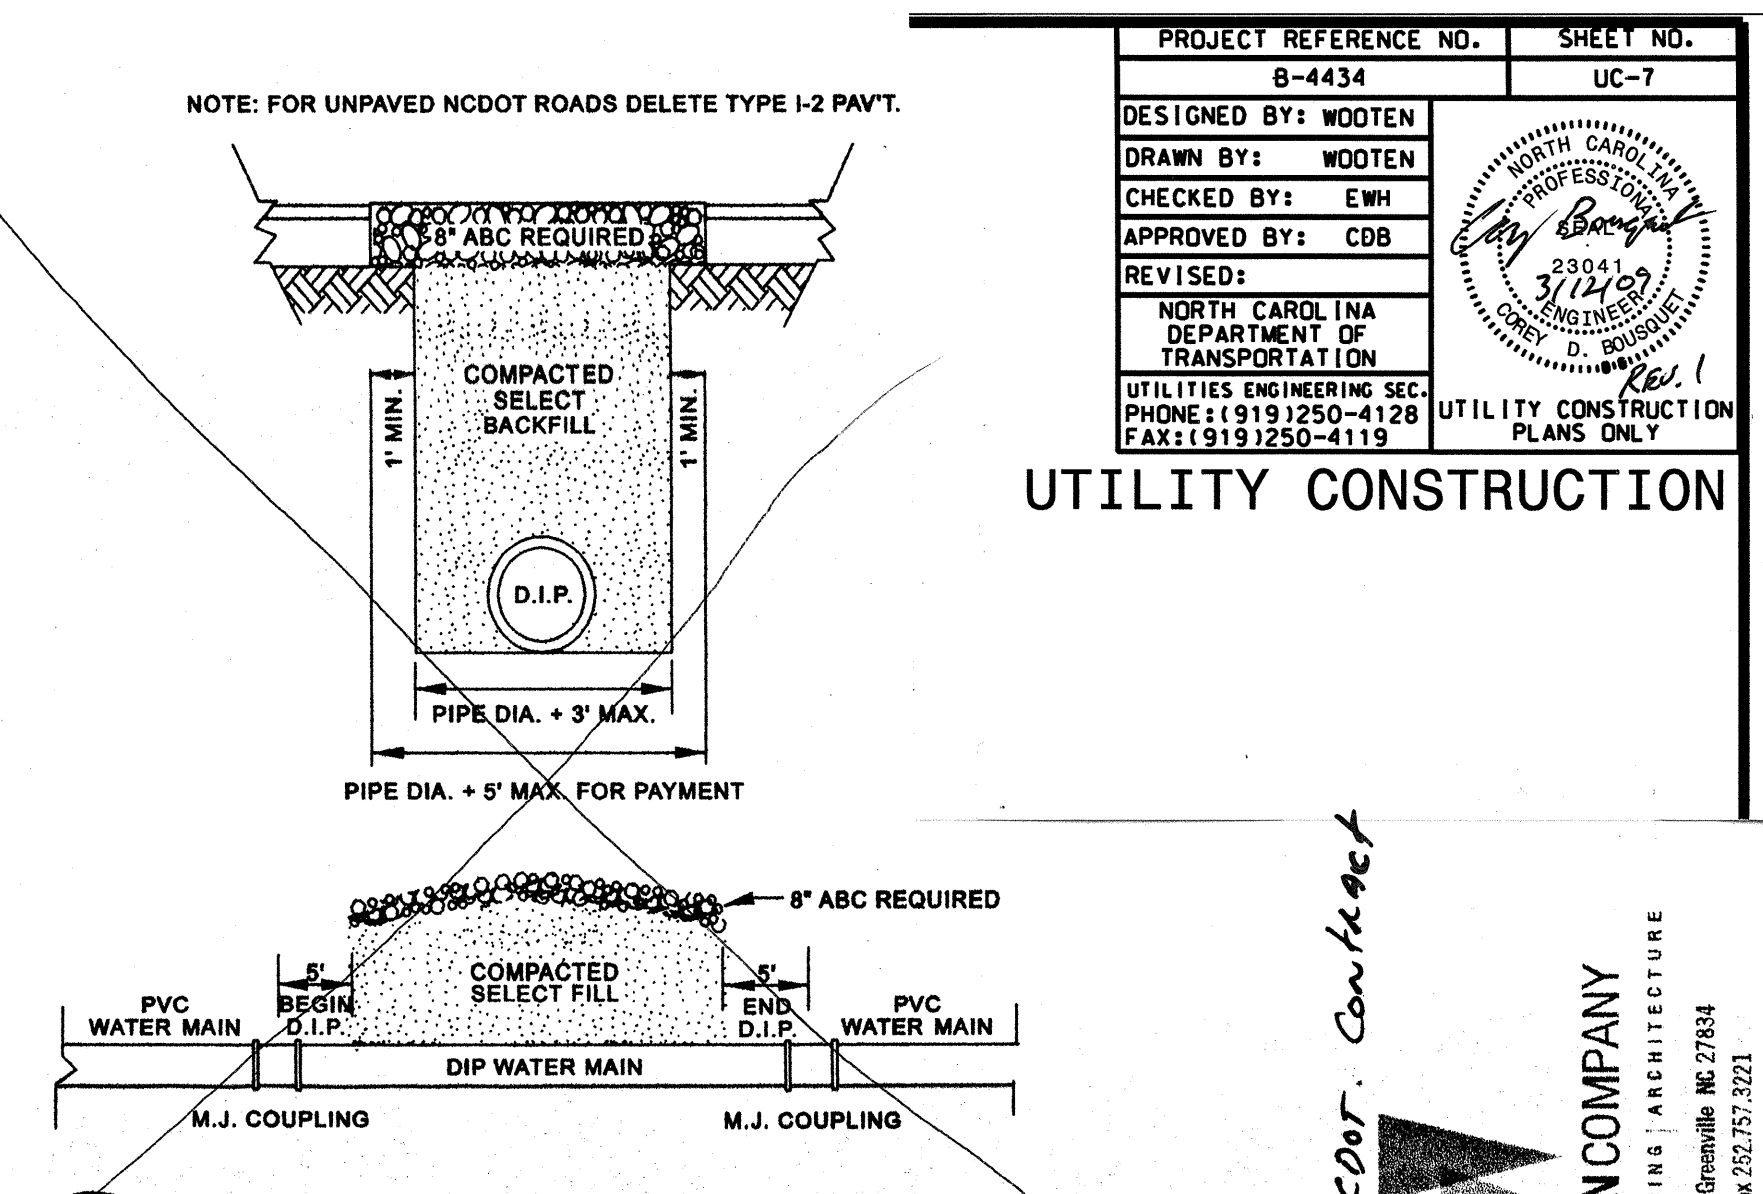 NOTE: FOR UNPAVED NCDOT ROADS DELETE TYPE I-2 PAV'T.
8" ABC REQUIRED
COMPACTED
SELECT
BACKFILL
1' MIN.
1' MIN.
D.I.P.
PIPE DIA. + 3' MAX.
PIPE DIA. + 5' MAX. FOR PAYMENT
8" ABC REQUIRED
COMPACTED
SELECT FILL
5'
BEGIN
D.I.P.
5'
END
D.I.P.
PVC
WATER MAIN
PVC
WATER MAIN
DIP WATER MAIN
M.J. COUPLING
M.J. COUPLING
PROJECT REFERENCE NO.
SHEET NO.
B-4434
UC-7
DESIGNED BY: WOOTEN
DRAWN BY: WOOTEN
CHECKED BY: EWH
APPROVED BY: CDB
REVISED:
NORTH CAROLINA
DEPARTMENT OF
TRANSPORTATION
UTILITIES ENGINEERING SEC.
PHONE:(919)250-4128
FAX:(919)250-4119
NORTH CAROLINA
PROFESSIONAL
SEAL
23041
3/12/09
ENGINEER
COREY D. BOUSQUET
Rev. 1
UTILITY CONSTRUCTION
PLANS ONLY
UTILITY CONSTRUCTION
CDOT. Contract
NCOMPANY
ING | ARCHITECTURE
Greenville NC 27834
x 252.757.3221